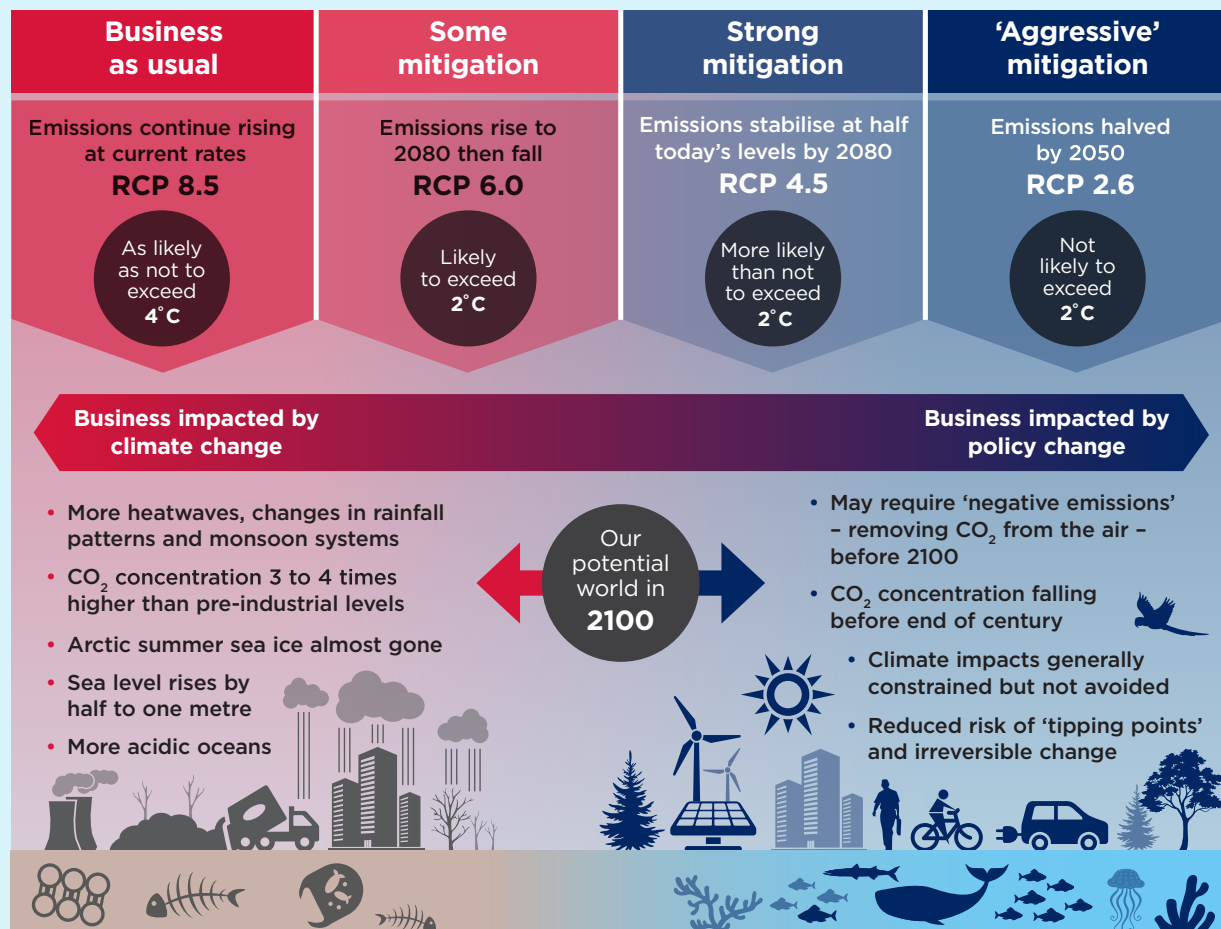 Business
as usual
Emissions continue rising
at current rates
RCP 8.5
As likely
as not to
exceed
4°C
Some
mitigation
Emissions rise to
2080 then fall
RCP 6.0
Likely
to exceed
2°C
Strong
mitigation
Emissions stabilise at half
today's levels by 2080
RCP 4.5
More likely
than not
to exceed
2°C
'Aggressive'
mitigation
Emissions halved
by 2050
RCP 2.6
Not
likely to
exceed
2°C
Business impacted by
climate change
Business impacted by
policy change
• More heatwaves, changes in rainfall
patterns and monsoon systems
• CO₂ concentration 3 to 4 times
higher than pre-industrial levels
• Arctic summer sea ice almost gone
• Sea level rises by
half to one metre
• More acidic oceans
Our
potential
world in
2100
• May require 'negative emissions'
– removing CO₂ from the air –
before 2100
• CO₂ concentration falling
before end of century
• Climate impacts generally
constrained but not avoided
• Reduced risk of 'tipping points'
and irreversible change